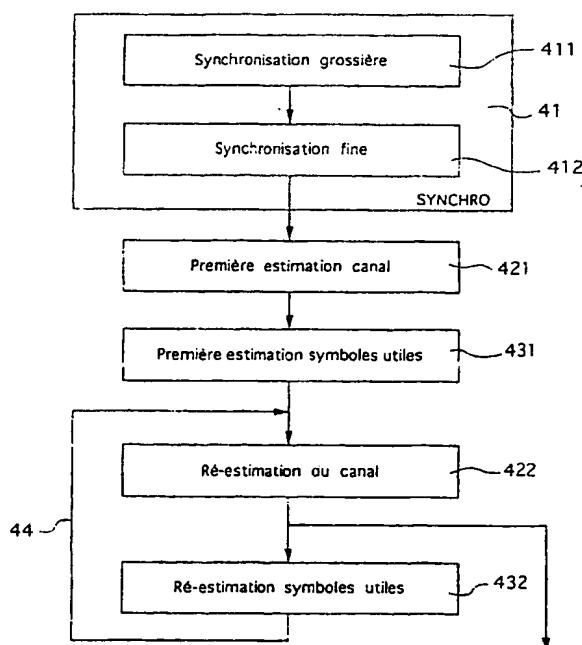 Synchronisation grossière
411
41
Synchronisation fine
412
SYNCHRO
Première estimation canal
421
Première estimation symboles utiles
431
Ré-estimation du canal
422
44
Ré-estimation symboles utiles
432